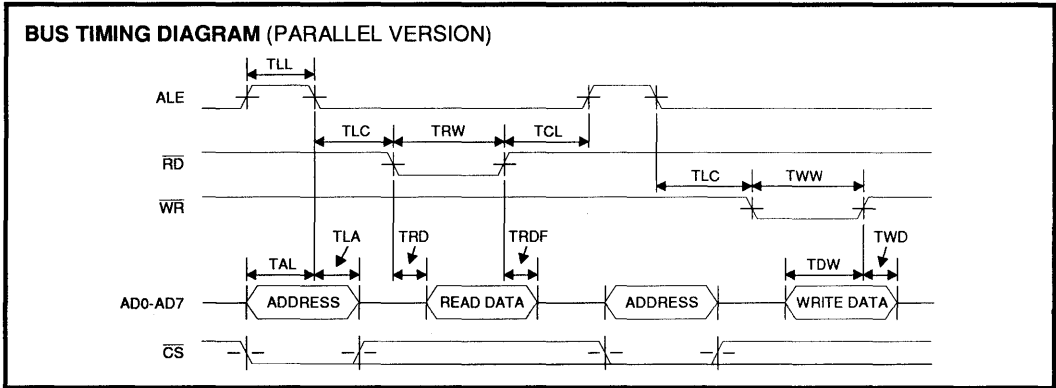 BUS TIMING DIAGRAM (PARALLEL VERSION)
TLL
ALE
TLC TRW TCL
RD
TLC TWW
WR
TLA TRD TRDF TWD
TAL TDW
AD0-AD7 ADDRESS READ DATA ADDRESS WRITE DATA
CS